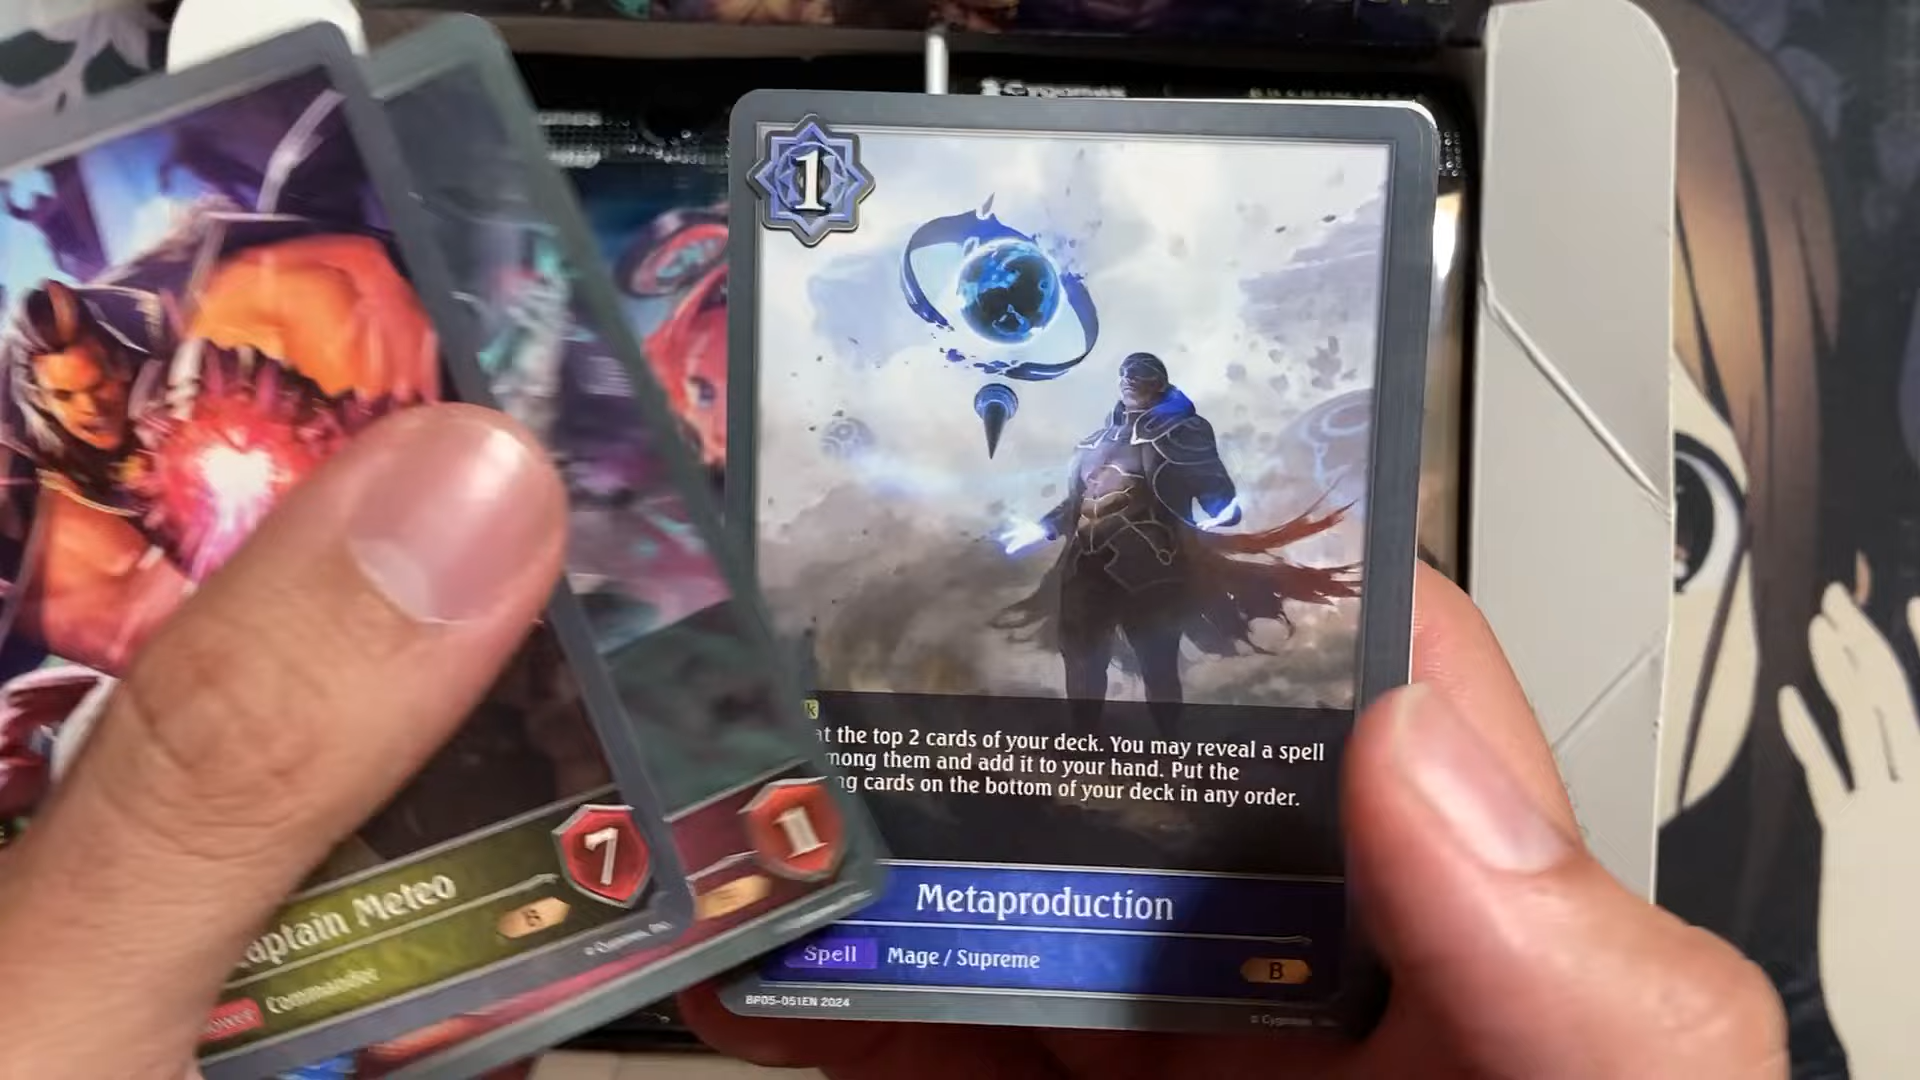 Cygames
1
at the top 2 cards of your deck. You may reveal a spell
mong them and add it to your hand. Put the
ng cards on the bottom of your deck in any order.
Metaproduction
Spell Mage / Supreme
B
BP05-051EN 2024
7
aptain Meteo
B
Commander
1